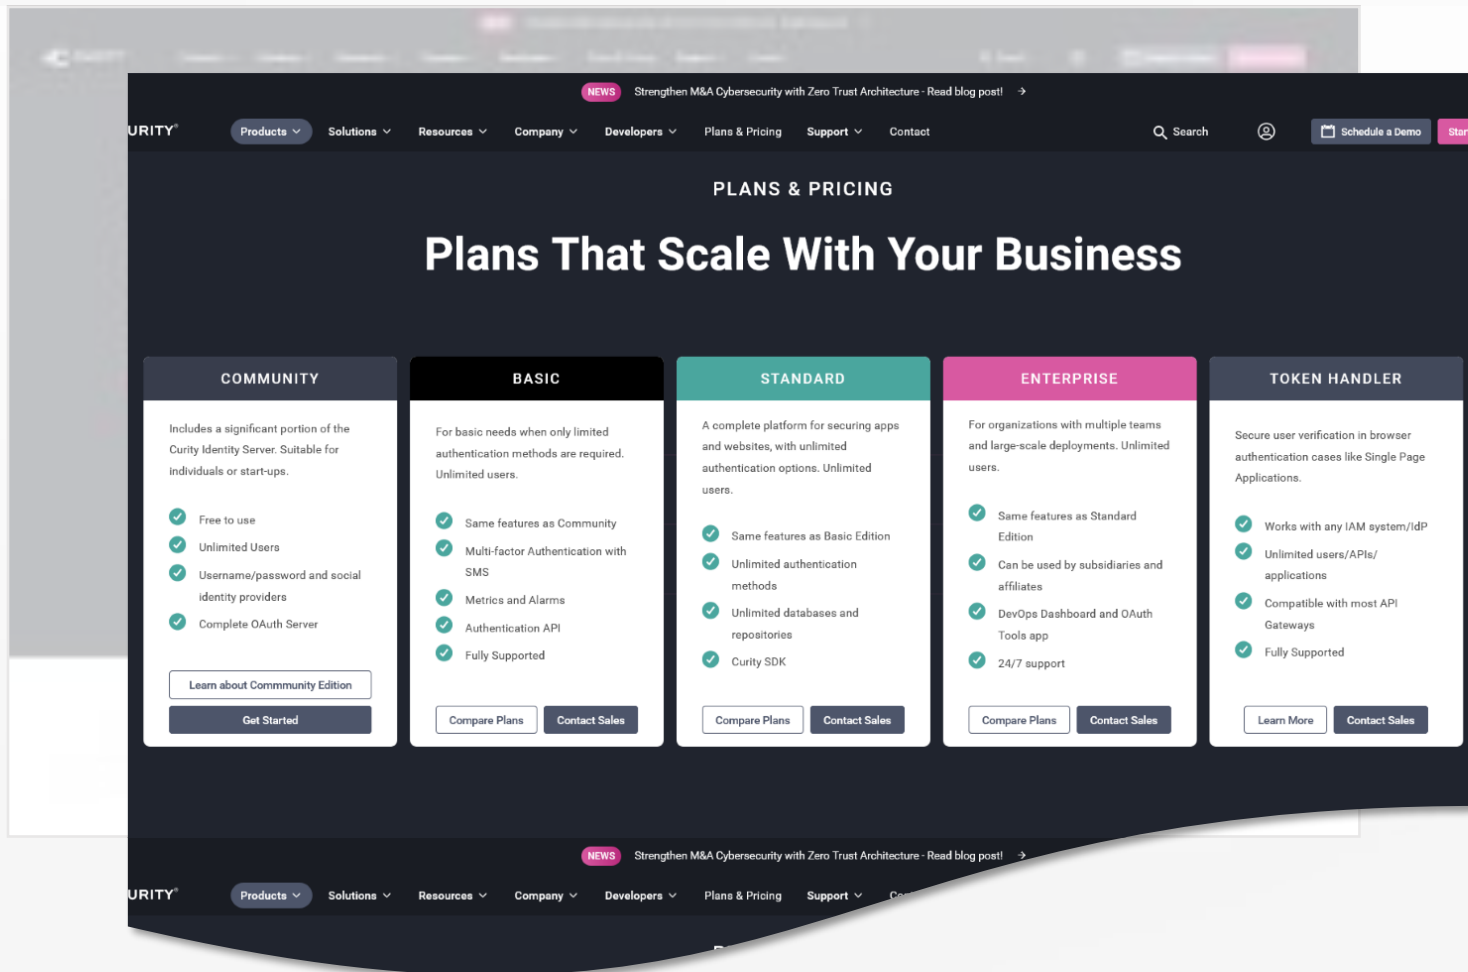 NEWS Strengthen M&A Cybersecurity with Zero Trust Architecture - Read blog post! →
URITY® Products Solutions Resources Company Developers Plans & Pricing Support Contact Search Schedule a Demo Star
PLANS & PRICING
Plans That Scale With Your Business
COMMUNITY
Includes a significant portion of the
Curity Identity Server. Suitable for
individuals or start-ups.
Free to use
Unlimited Users
Username/password and social
identity providers
Complete OAuth Server
Learn about Commmunity Edition
Get Started
BASIC
For basic needs when only limited
authentication methods are required.
Unlimited users.
Same features as Community
Multi-factor Authentication with
SMS
Metrics and Alarms
Authentication API
Fully Supported
Compare Plans Contact Sales
STANDARD
A complete platform for securing apps
and websites, with unlimited
authentication options. Unlimited
users.
Same features as Basic Edition
Unlimited authentication
methods
Unlimited databases and
repositories
Curity SDK
Compare Plans Contact Sales
ENTERPRISE
For organizations with multiple teams
and large-scale deployments. Unlimited
users.
Same features as Standard
Edition
Can be used by subsidiaries and
affiliates
DevOps Dashboard and OAuth
Tools app
24/7 support
Compare Plans Contact Sales
TOKEN HANDLER
Secure user verification in browser
authentication cases like Single Page
Applications.
Works with any IAM system/IdP
Unlimited users/APIs/
applications
Compatible with most API
Gateways
Fully Supported
Learn More Contact Sales
NEWS Strengthen M&A Cybersecurity with Zero Trust Architecture - Read blog post! →
URITY® Products Solutions Resources Company Developers Plans & Pricing Support